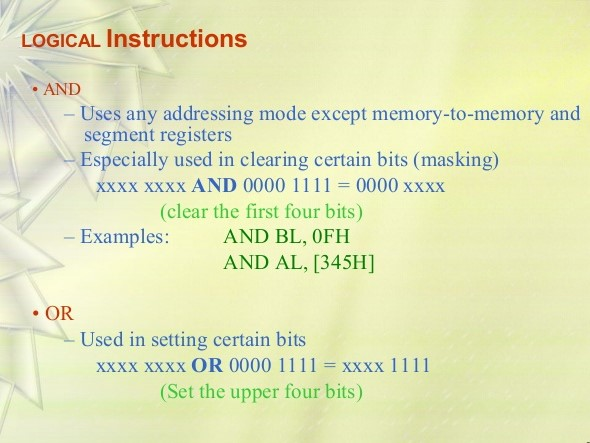 LOGICAL Instructions
• AND
– Uses any addressing mode except memory-to-memory and
segment registers
– Especially used in clearing certain bits (masking)
xxxx xxxx AND 0000 1111 = 0000 xxxx
(clear the first four bits)
– Examples: AND BL, 0FH
AND AL, [345H]
• OR
– Used in setting certain bits
xxxx xxxx OR 0000 1111 = xxxx 1111
(Set the upper four bits)